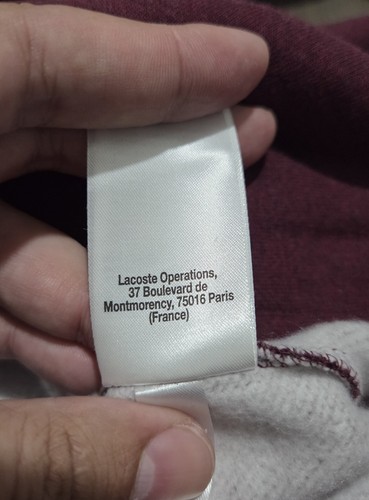 Lacoste Operations,
37 Boulevard de
Montmorency, 75016 Paris
(France)